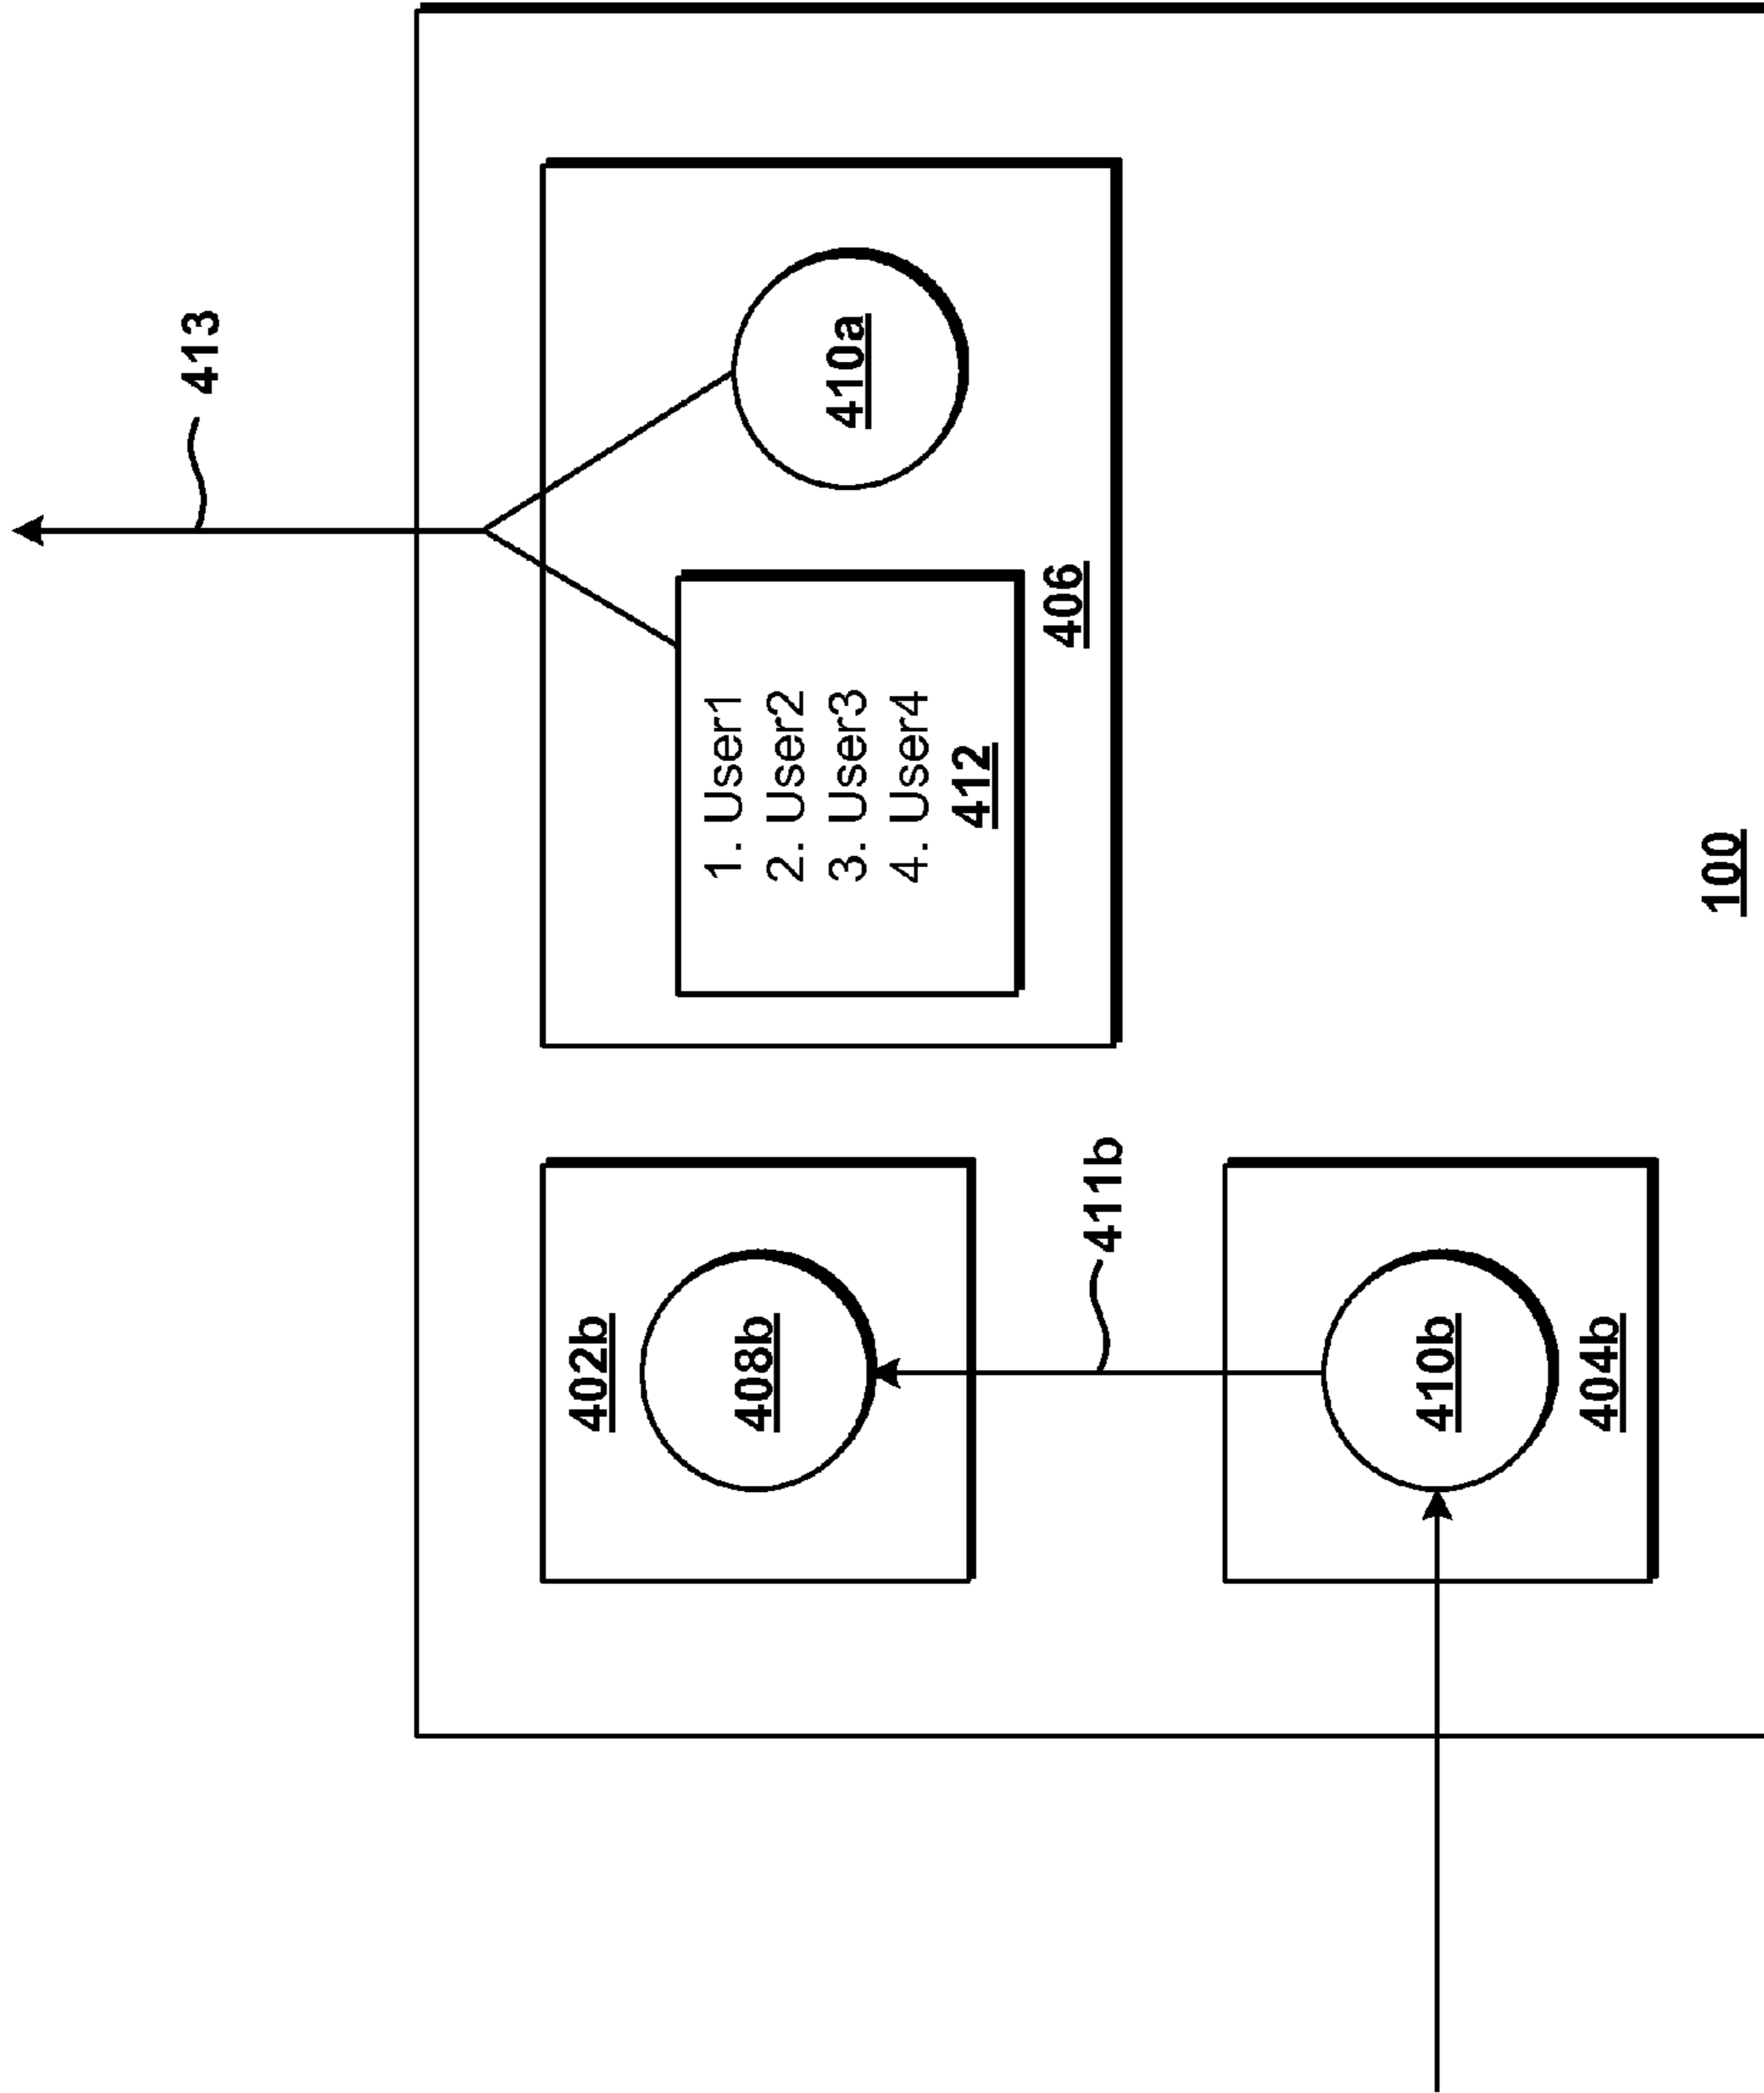 413
402b
408b
411b
410b
404b
1. User1
2. User2
3. User3
4. User4
412
410a
406
100